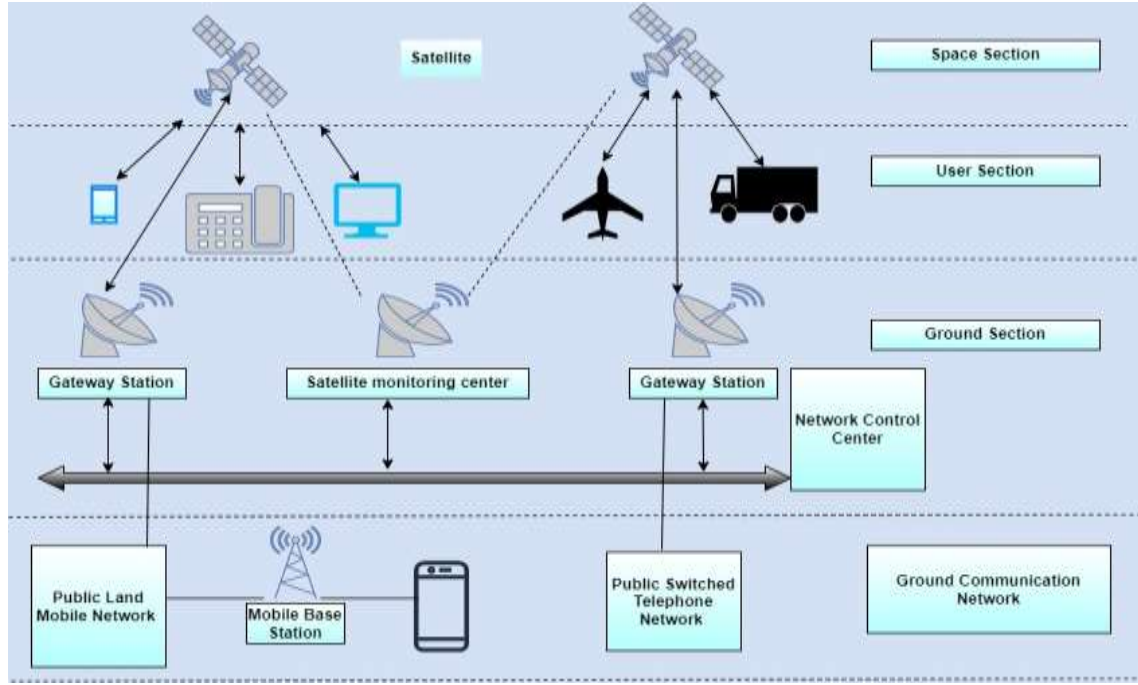 Satellite
Space Section
User Section
Ground Section
Gateway Station
Satellite monitoring center
Gateway Station
Network Control
Center
Public Land
Mobile Network
Mobile Base
Station
Public Switched
Telephone
Network
Ground Communication
Network